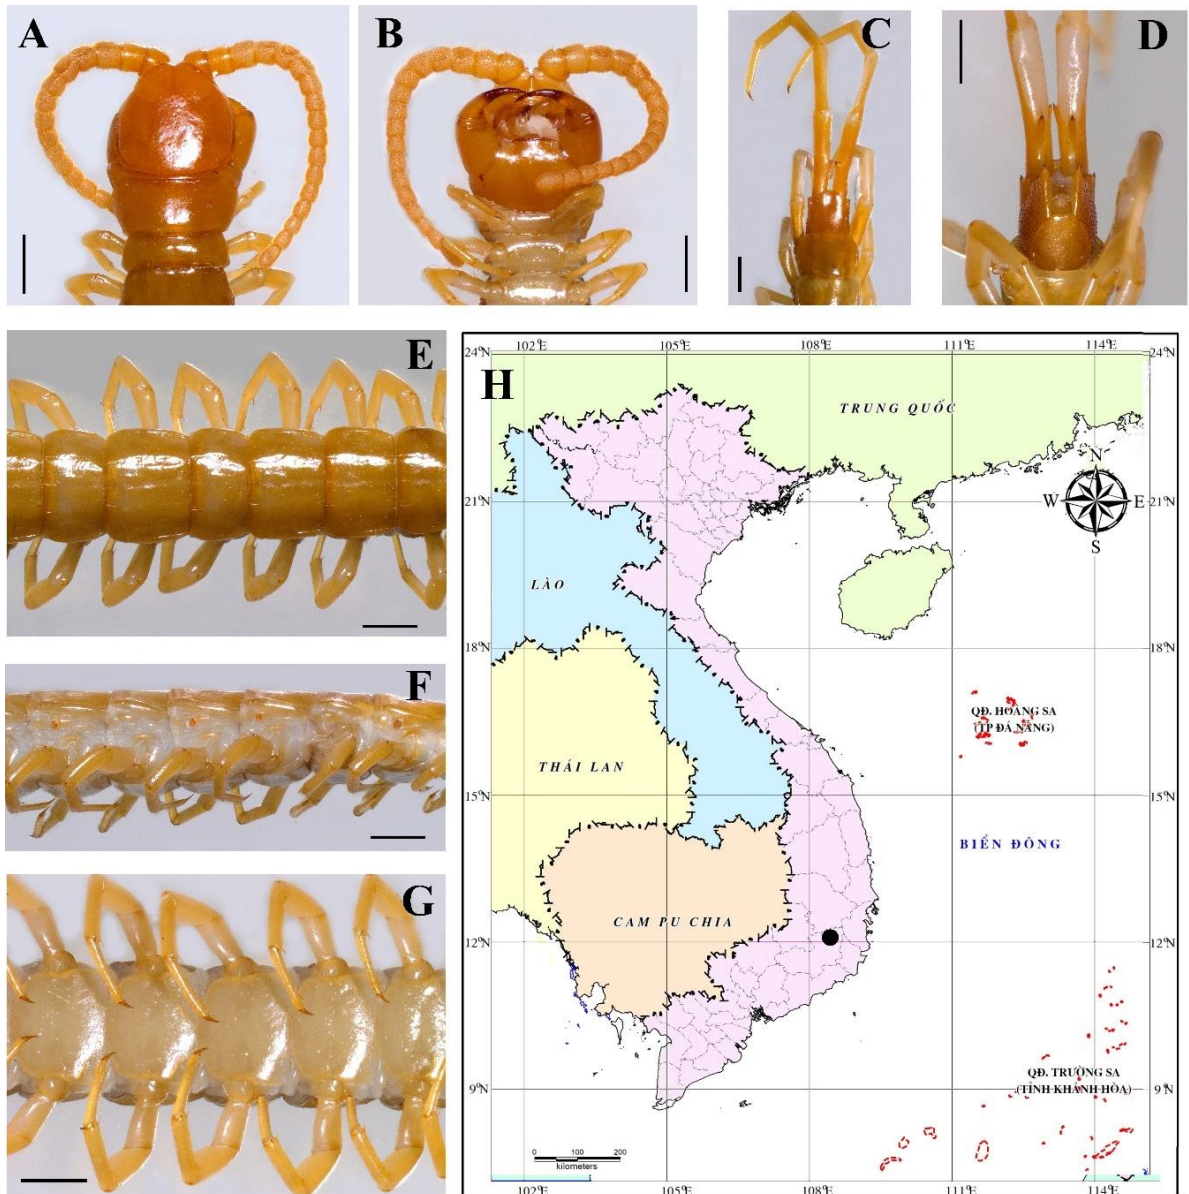 A
B
C
D
E
F
G
H
102°E
105°E
108°E
111°E
114°E
24°N
24°N
TRUNG QUỐC
N
W
E
S
21°N
21°N
LÀO
18°N
18°N
QĐ. HOÀNG SA
(TP ĐÀ NẴNG)
THÁI LAN
15°N
15°N
BIỂN ĐÔNG
CAM PU CHIA
12°N
12°N
QĐ. TRƯỜNG SA
(TỈNH KHÁNH HÒA)
9°N
9°N
0 100 200
kilometers
102°E
105°E
108°E
111°E
114°E